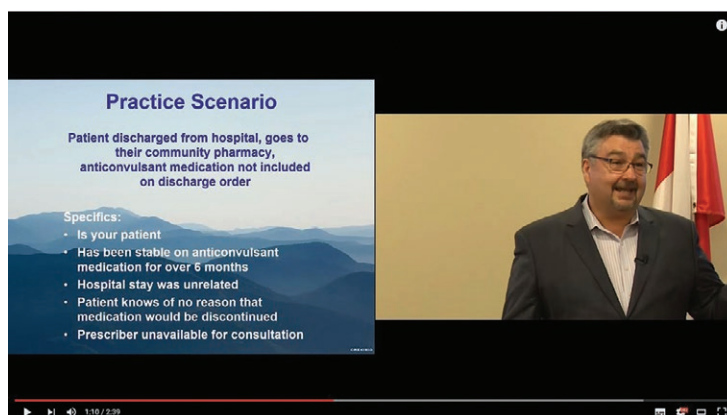 Practice Scenario
Patient discharged from hospital, goes to
their community pharmacy,
anticonvulsant medication not included
on discharge order
Specifics:
• Is your patient
• Has been stable on anticonvulsant
medication for over 6 months
• Hospital stay was unrelated
• Patient knows of no reason that
medication would be discontinued
• Prescriber unavailable for consultation
1:10 / 2:39